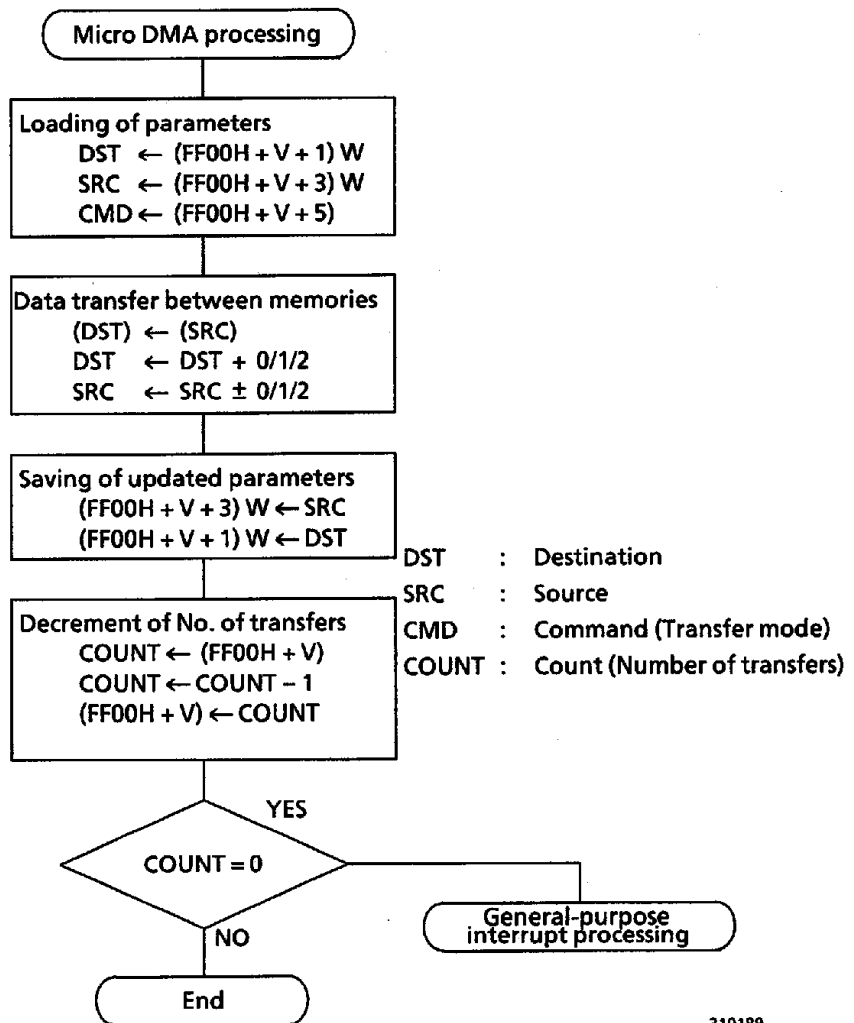 Micro DMA processing
Loading of parameters
DST ← (FF00H + V + 1) W
SRC ← (FF00H + V + 3) W
CMD ← (FF00H + V + 5)
Data transfer between memories
(DST) ← (SRC)
DST ← DST + 0/1/2
SRC ← SRC ± 0/1/2
Saving of updated parameters
(FF00H + V + 3) W ← SRC
(FF00H + V + 1) W ← DST
DST : Destination
SRC : Source
CMD : Command (Transfer mode)
COUNT : Count (Number of transfers)
Decrement of No. of transfers
COUNT ← (FF00H + V)
COUNT ← COUNT – 1
(FF00H + V) ← COUNT
YES
COUNT = 0
NO
General-purpose
interrupt processing
End
210189